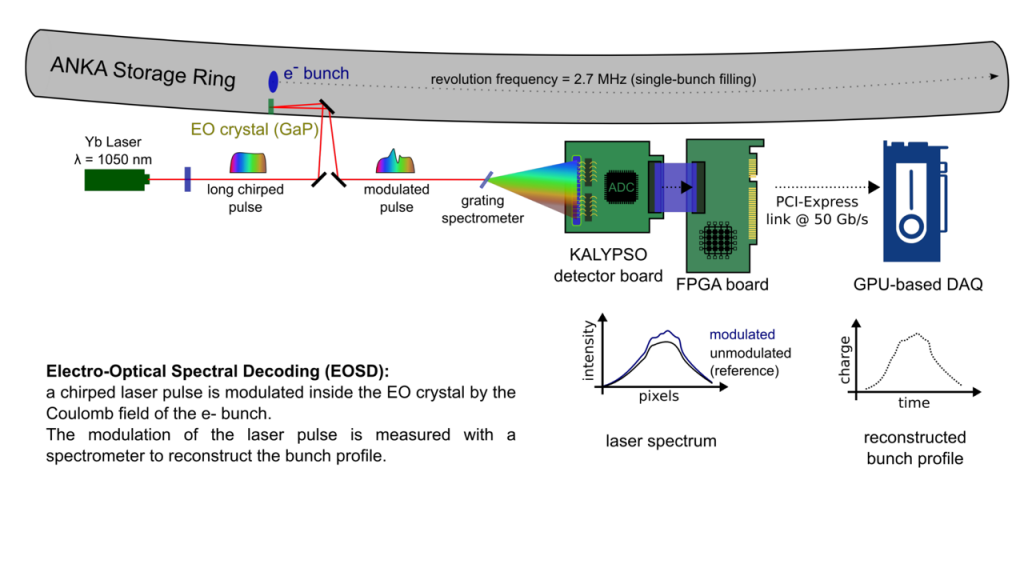 ANKA Storage Ring
e⁻ bunch
revolution frequency = 2.7 MHz (single-bunch filling)
EO crystal (GaP)
Yb Laser
λ = 1050 nm
long chirped
pulse
modulated
pulse
grating
spectrometer
ADC
KALYPSO
detector board
FPGA board
PCI-Express
link @ 50 Gb/s
GPU-based DAQ
intensity
modulated
unmodulated
(reference)
pixels
laser spectrum
charge
time
reconstructed
bunch profile
Electro-Optical Spectral Decoding (EOSD):
a chirped laser pulse is modulated inside the EO crystal by the
Coulomb field of the e- bunch.
The modulation of the laser pulse is measured with a
spectrometer to reconstruct the bunch profile.